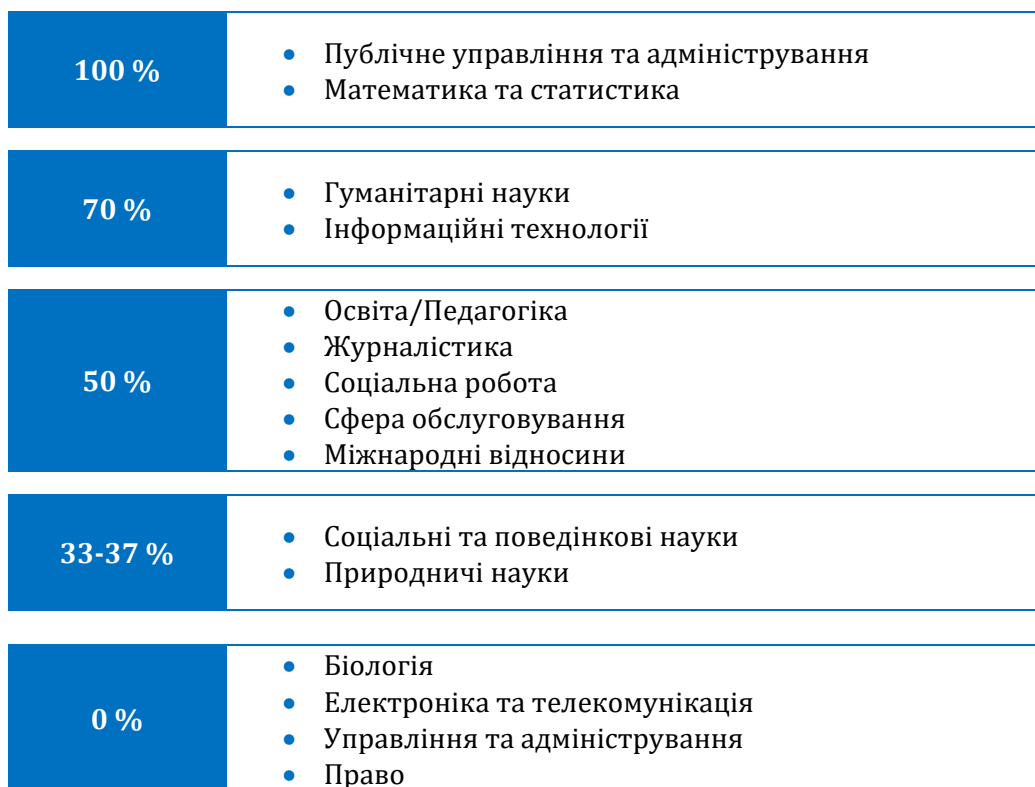 100 %
• Публічне управління та адміністрування
• Математика та статистика
70 %
• Гуманітарні науки
• Інформаційні технології
50 %
• Освіта/Педагогіка
• Журналістика
• Соціальна робота
• Сфера обслуговування
• Міжнародні відносини
33-37 %
• Соціальні та поведінкові науки
• Природничі науки
0 %
• Біологія
• Електроніка та телекомунікація
• Управління та адміністрування
• Право